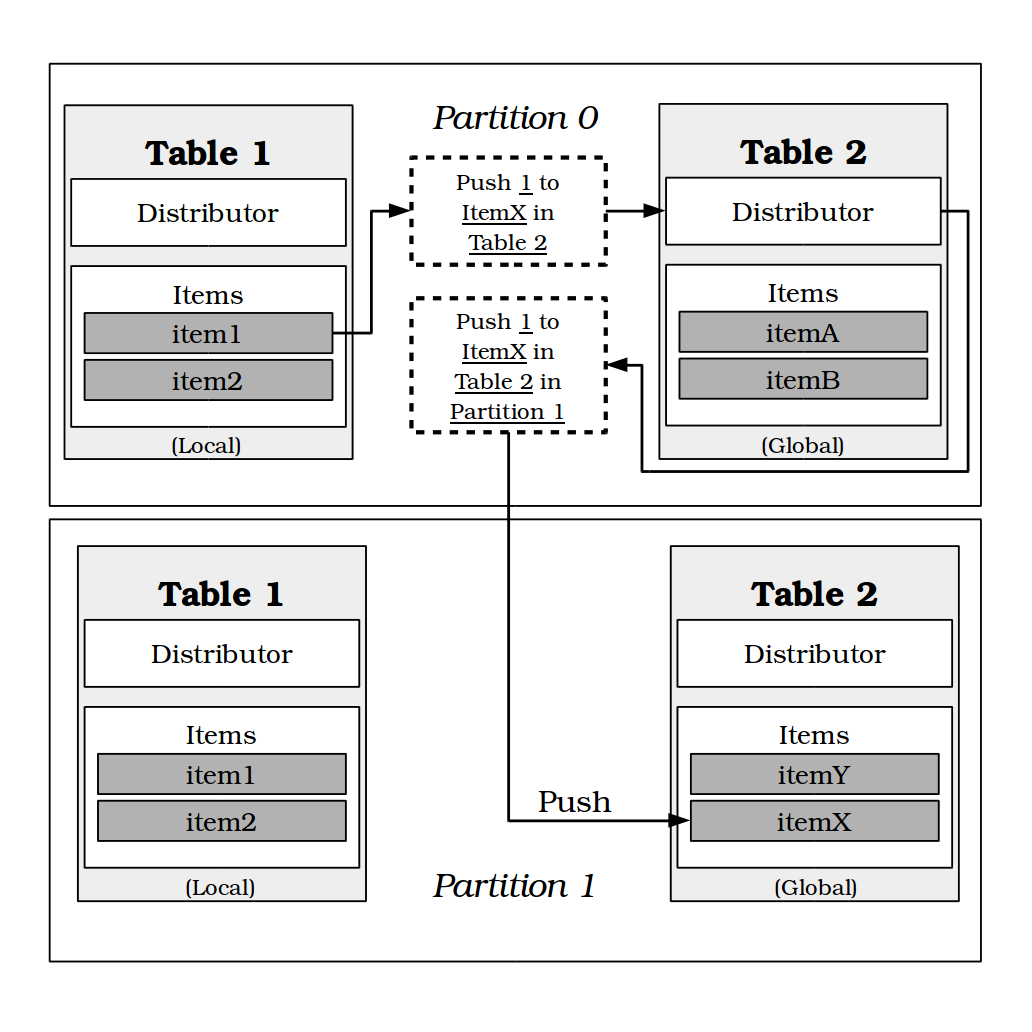 Partition 0
Table 1
Distributor
Items
item1
item2
(Local)
Push 1 to
ItemX in
Table 2
Push 1 to
ItemX in
Table 2 in
Partition 1
Table 2
Distributor
Items
itemA
itemB
(Global)
Table 1
Distributor
Items
item1
item2
(Local)
Push
Partition 1
Table 2
Distributor
Items
itemY
itemX
(Global)